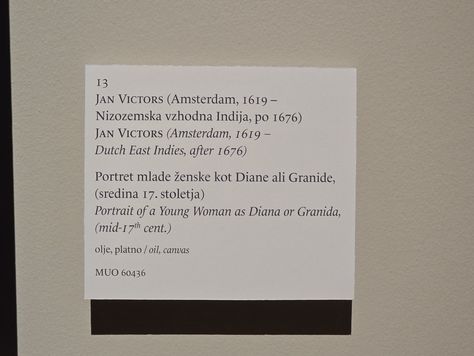 13
JAN VICTORS (Amsterdam, 1619 –
Nizozemska vzhodna Indija, po 1676)
JAN VICTORS (Amsterdam, 1619 –
Dutch East Indies, after 1676)
Portret mlade ženske kot Diane ali Granide,
(sredina 17. stoletja)
Portrait of a Young Woman as Diana or Granida,
(mid-17th cent.)
olje, platno / oil, canvas
MUO 60436